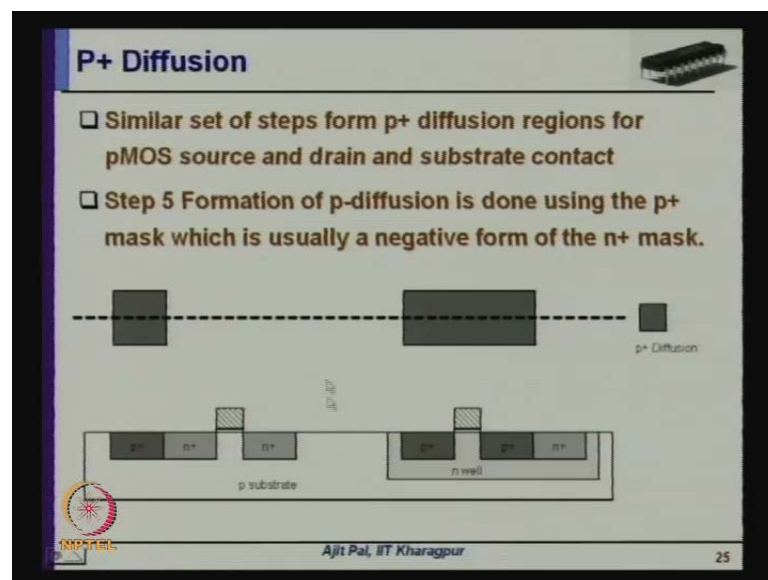 P+ Diffusion
❑ Similar set of steps form p+ diffusion regions for
pMOS source and drain and substrate contact
❑ Step 5 Formation of p-diffusion is done using the p+
mask which is usually a negative form of the n+ mask.
p+ Diffusion
p+ n+ n+ p+ p+ n+
n well
p substrate
NPTEL
Ajit Pal, IIT Kharagpur
25